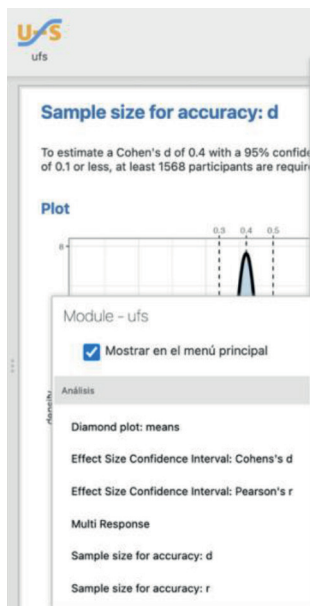 UFS
ufs
Sample size for accuracy: d
To estimate a Cohen's d of 0.4 with a 95% confide
of 0.1 or less, at least 1568 participants are requir
Plot
0.3 0.4 0.5
8
Module - ufs
Mostrar en el menú principal
Análisis
density
Diamond plot: means
Effect Size Confidence Interval: Cohens's d
Effect Size Confidence Interval: Pearson's r
Multi Response
Sample size for accuracy: d
Sample size for accuracy: r